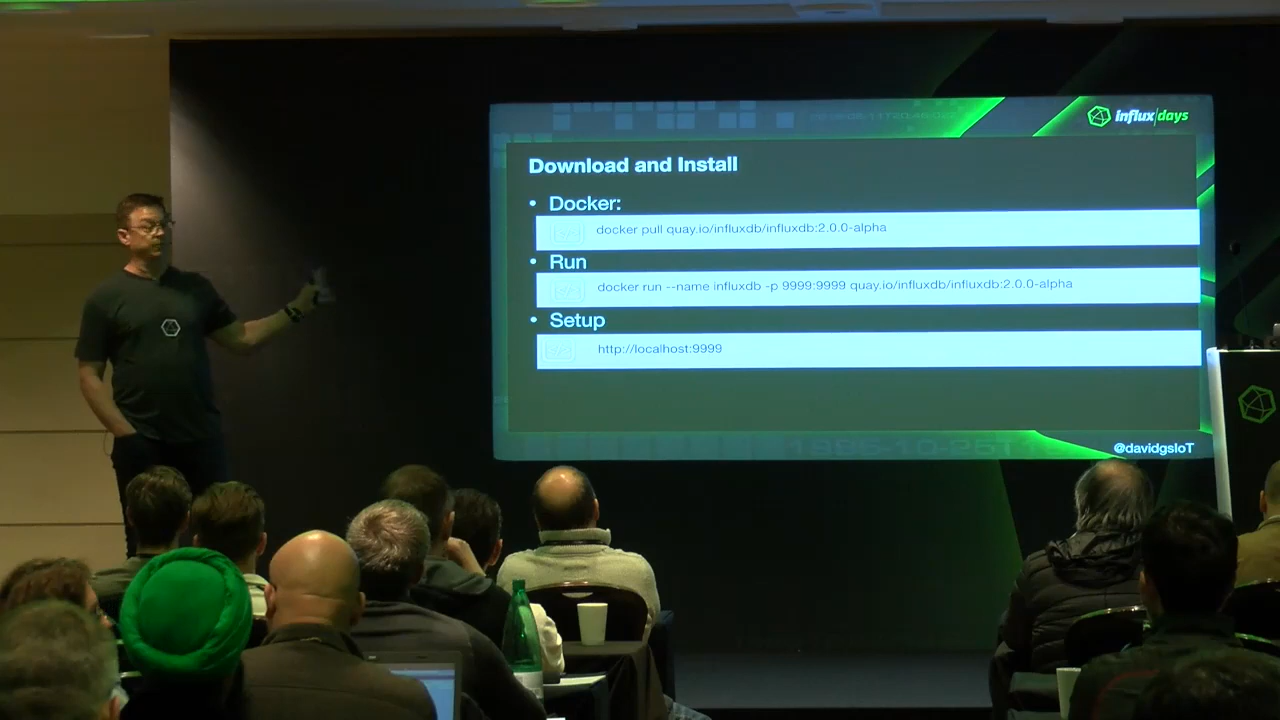 influx|days
Download and Install
• Docker:
docker pull quay.io/influxdb/influxdb:2.0.0-alpha
• Run
docker run --name influxdb -p 9999:9999 quay.io/influxdb/influxdb:2.0.0-alpha
• Setup
http://localhost:9999
@davidgsIoT